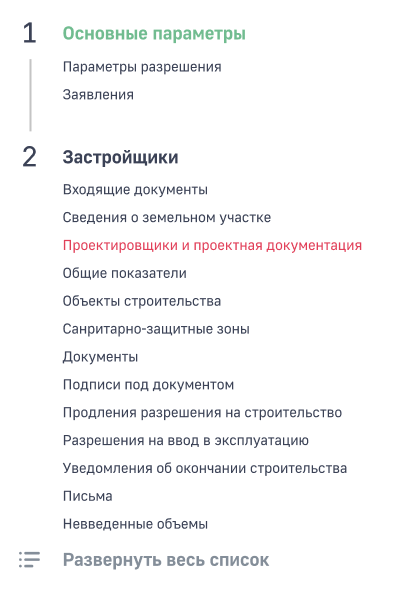 1 Основные параметры
Параметры разрешения
Заявления
2 Застройщики
Входящие документы
Сведения о земельном участке
Проектировщики и проектная документация
Общие показатели
Объекты строительства
Санритарно-защитные зоны
Документы
Подписи под документом
Продления разрешения на строительство
Разрешения на ввод в эксплуатацию
Уведомления об окончании строительства
Письма
Невведенные объемы
Развернуть весь список